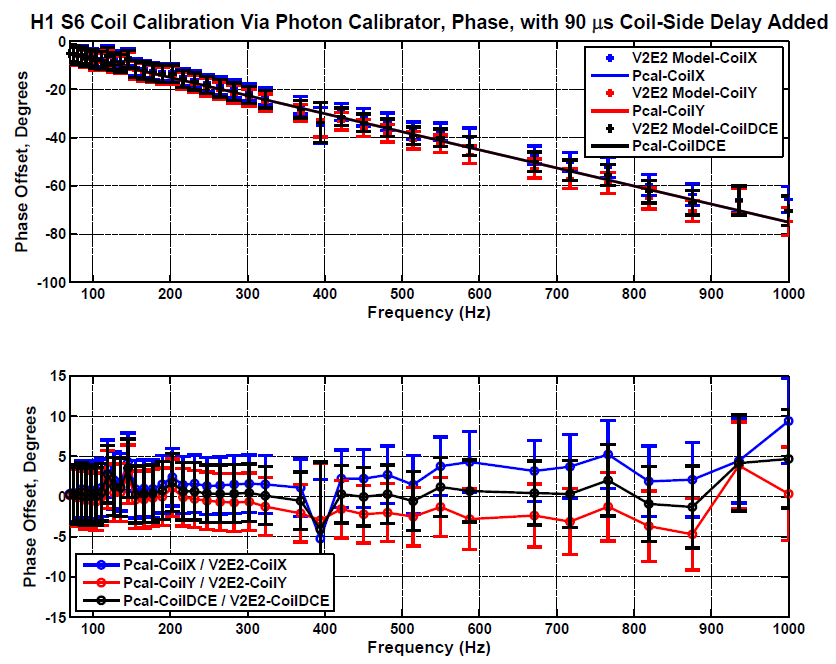 H1 S6 Coil Calibration Via Photon Calibrator, Phase, with 90 μs Coil-Side Delay Added
0
-20
-40
-60
-80
-100
Phase Offset, Degrees
V2E2 Model-CoilX
Pcal-CoilX
V2E2 Model-CoilY
Pcal-CoilY
V2E2 Model-CoilDCE
Pcal-CoilDCE
100 200 300 400 500 600 700 800 900 1000
Frequency (Hz)
15
10
5
0
-5
-10
-15
Phase Offset, Degrees
Pcal-CoilX / V2E2-CoilX
Pcal-CoilY / V2E2-CoilY
Pcal-CoilDCE / V2E2-CoilDCE
100 200 300 400 500 600 700 800 900 1000
Frequency (Hz)